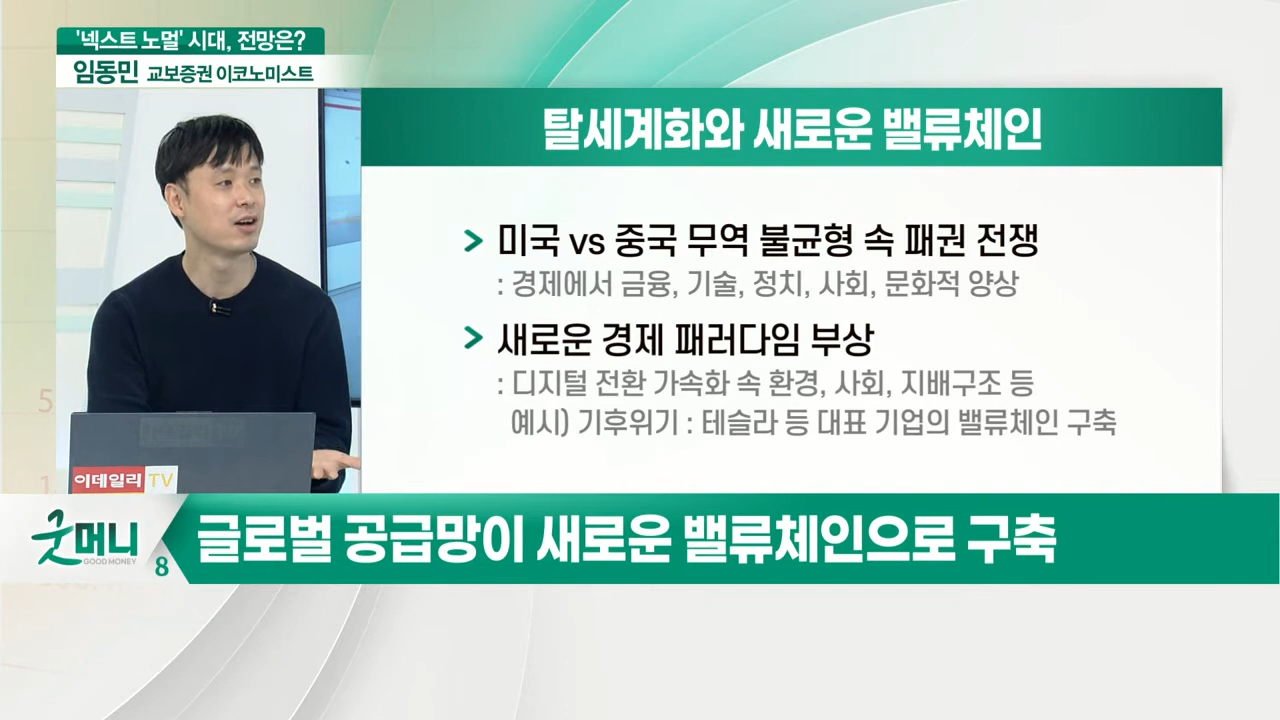 '넥스트 노멀' 시대, 전망은?
임동민 교보증권 이코노미스트
탈세계화와 새로운 밸류체인
> 미국 vs 중국 무역 불균형 속 패권 전쟁
: 경제에서 금융, 기술, 정치, 사회, 문화적 양상
> 새로운 경제 패러다임 부상
: 디지털 전환 가속화 속 환경, 사회, 지배구조 등
예시) 기후위기 : 테슬라 등 대표 기업의 밸류체인 구축
이데일리 TV
굿머니
GOOD MONEY
8
글로벌 공급망이 새로운 밸류체인으로 구축